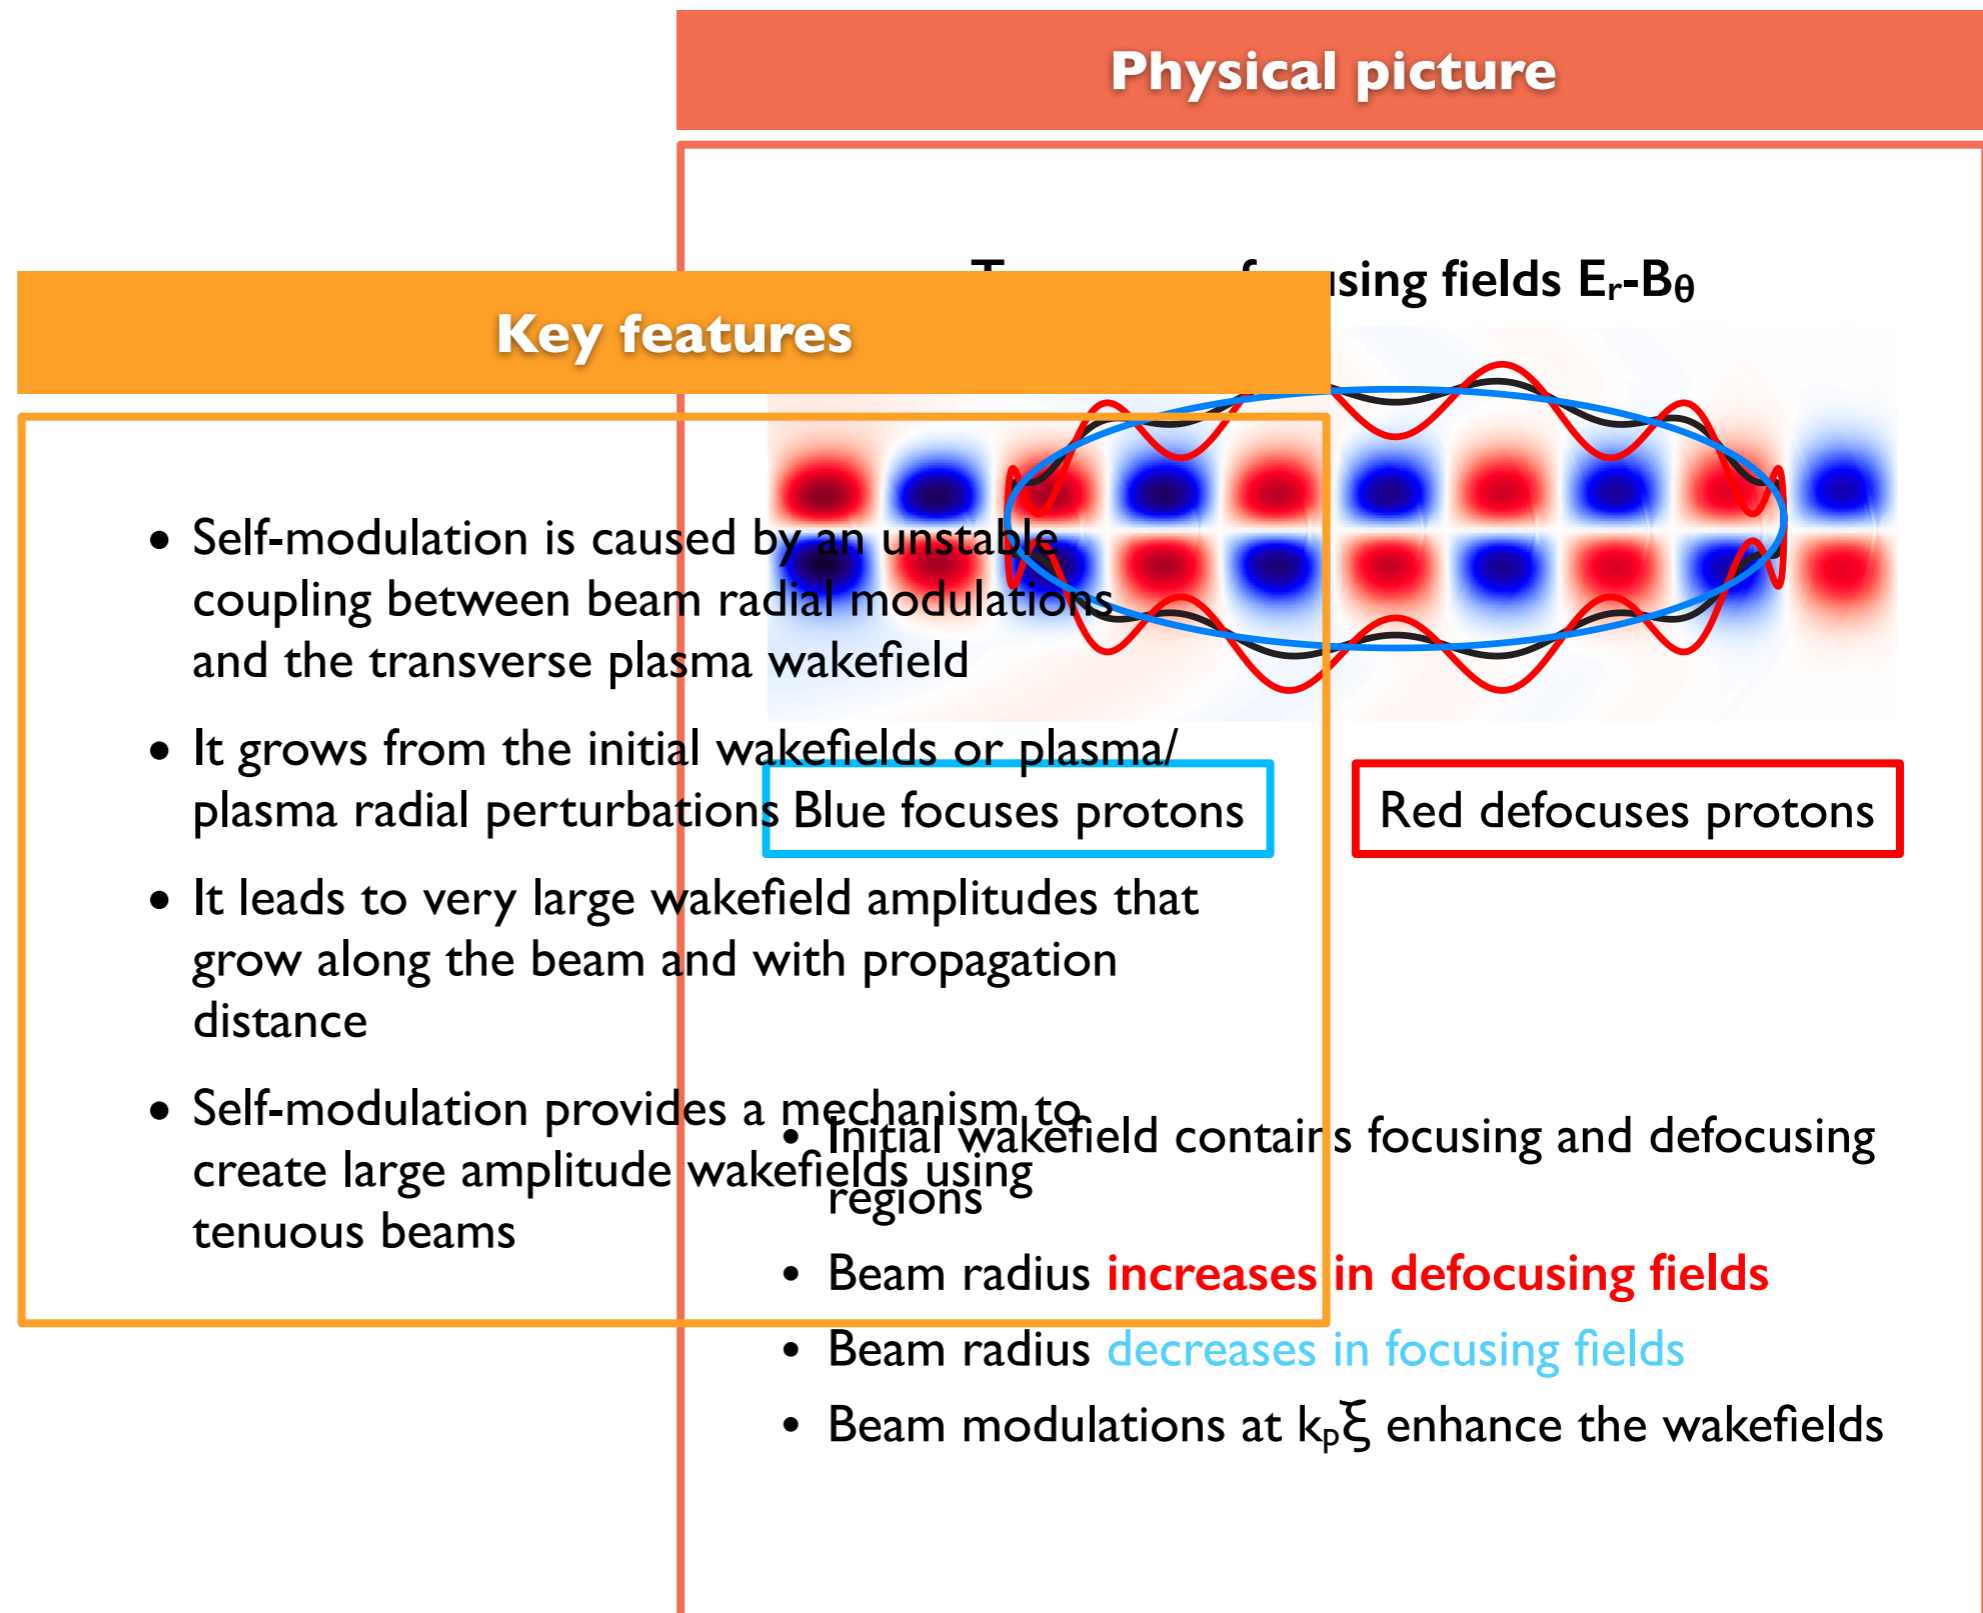 Physical picture
sing fields Er-Bθ
Key features
• Self-modulation is caused by an unstable
coupling between beam radial modulations
and the transverse plasma wakefield
• It grows from the initial wakefields or plasma/
plasma radial perturbations
Blue focuses protons
Red defocuses protons
• It leads to very large wakefield amplitudes that
grow along the beam and with propagation
distance
• Self-modulation provides a mechanism to
create large amplitude wakefields using
tenuous beams
• Initial wakefield contains focusing and defocusing
regions
• Beam radius increases in defocusing fields
• Beam radius decreases in focusing fields
• Beam modulations at kpξ enhance the wakefields